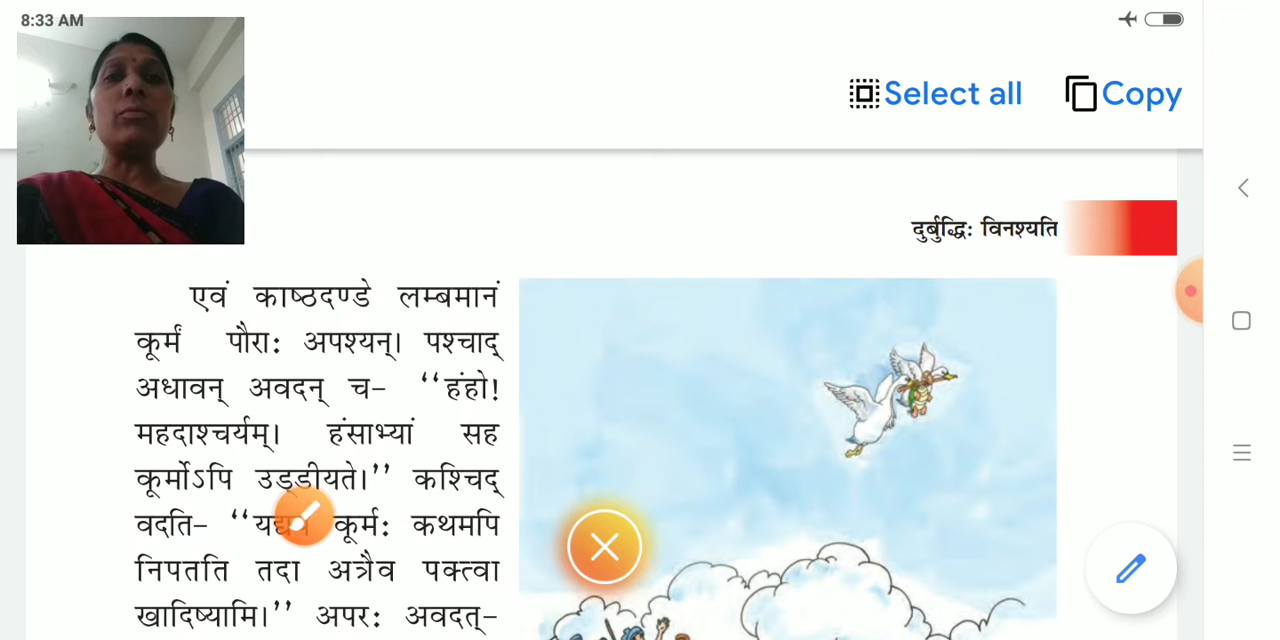 8:33 AM
Select all
Copy
दुर्बुद्धिः विनश्यति
एवं काष्ठदण्डे लम्बमानं
कूर्मं पौराः अपश्यन्। पश्चाद्
अधावन् अवदन् च- “हंहो!
महदाश्चर्यम्। हंसाभ्यां सह
कूर्मोऽपि उड्डीयते।” कश्चिद्
वदति- “ कूर्मः कथमपि
निपतति तदा अत्रैव पक्त्वा
खादिष्यामि।” अपरः अवदत्-